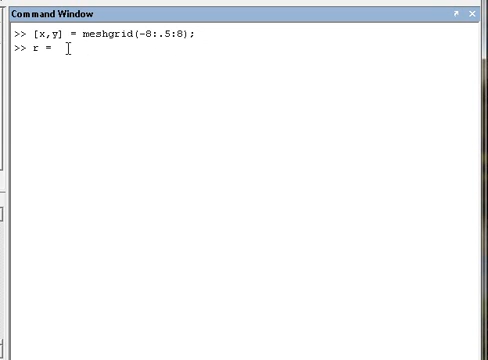 Command Window
>> [x,y] = meshgrid(-8:.5:8);
>> r =